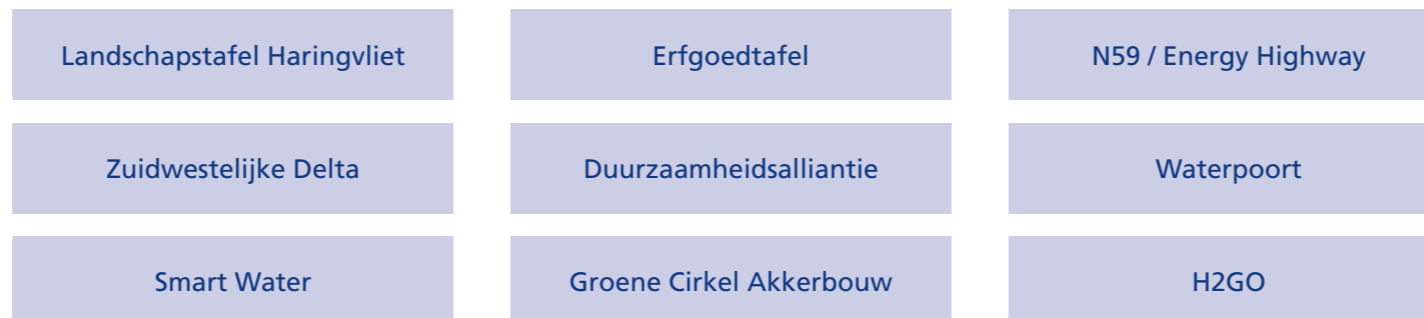 Landschapstafel Haringvliet
Erfgoedtafel
N59 / Energy Highway
Zuidwestelijke Delta
Duurzaamheidsalliantie
Waterpoort
Smart Water
Groene Cirkel Akkerbouw
H2GO